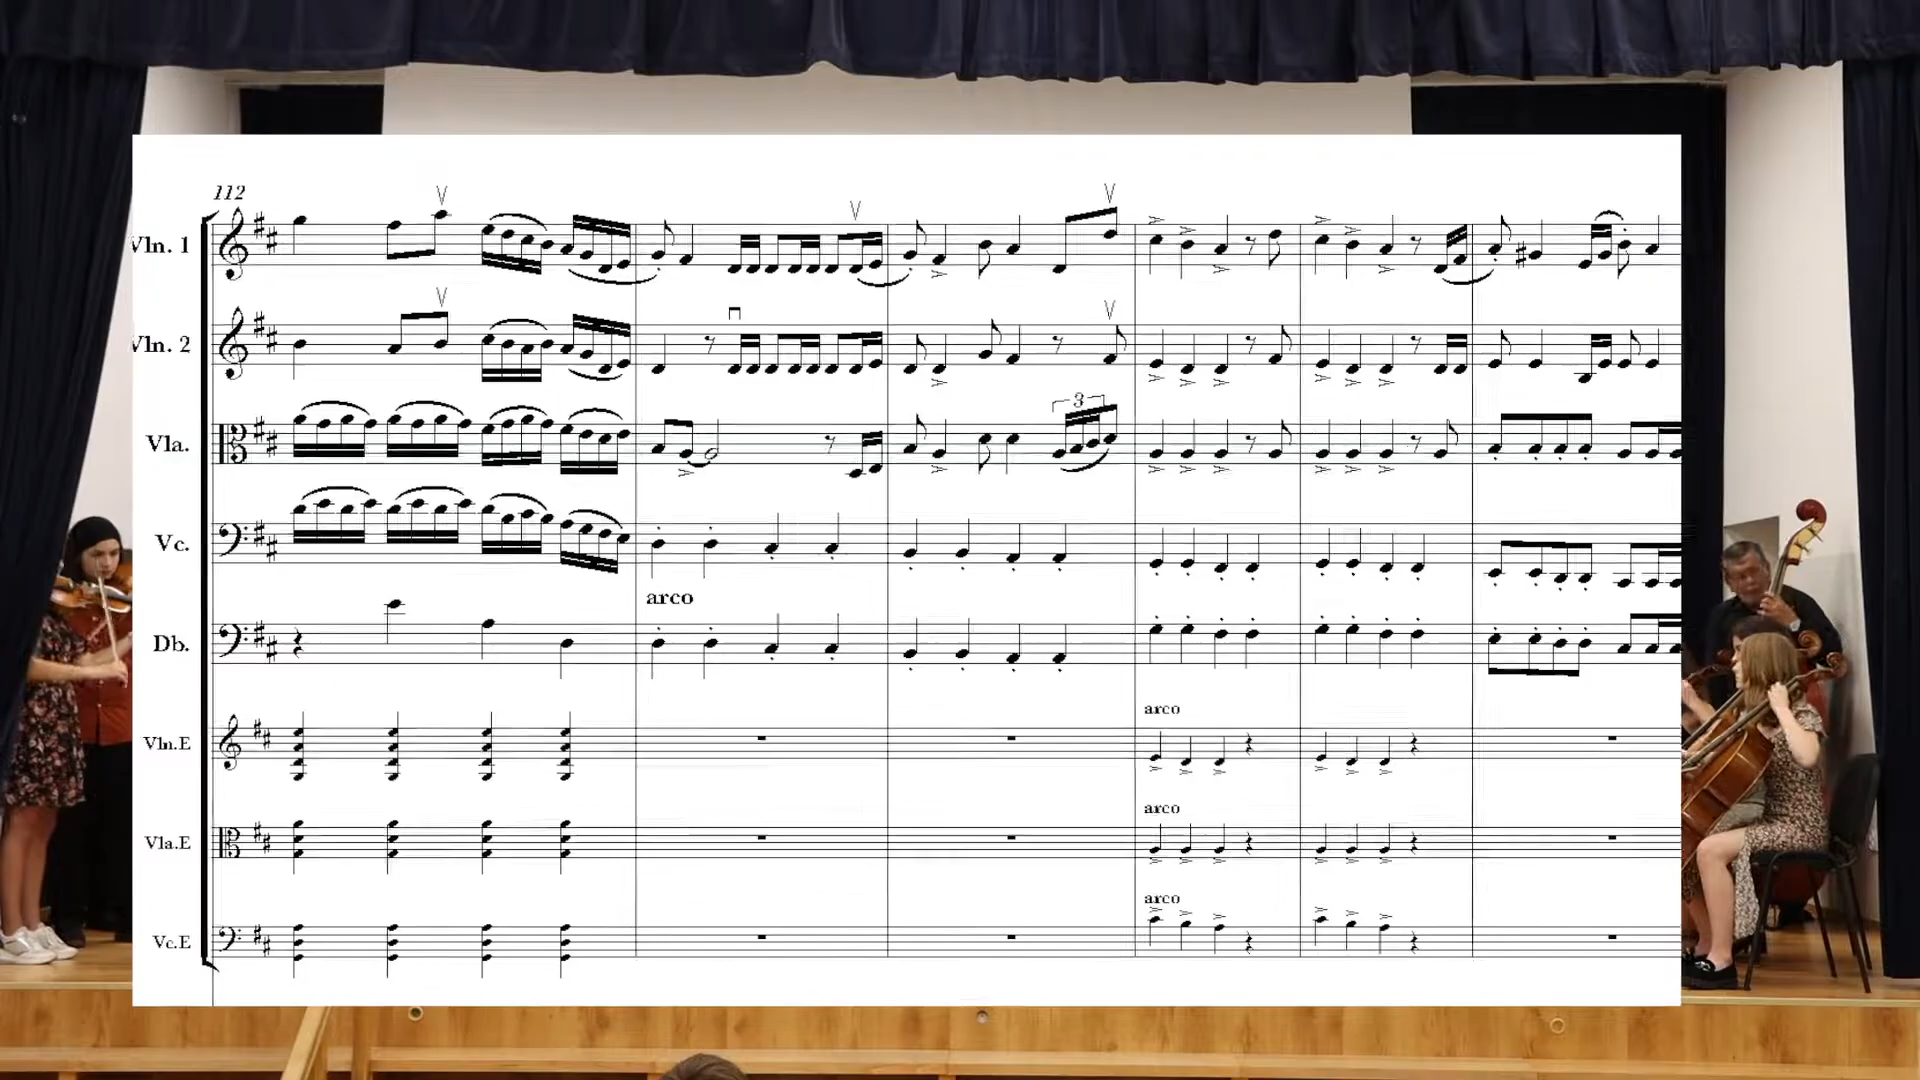 112
Vln. 1
Vln. 2
Vla.
3
Vc.
arco
Db.
arco
Vln.E
arco
Vla.E
arco
Vc.E